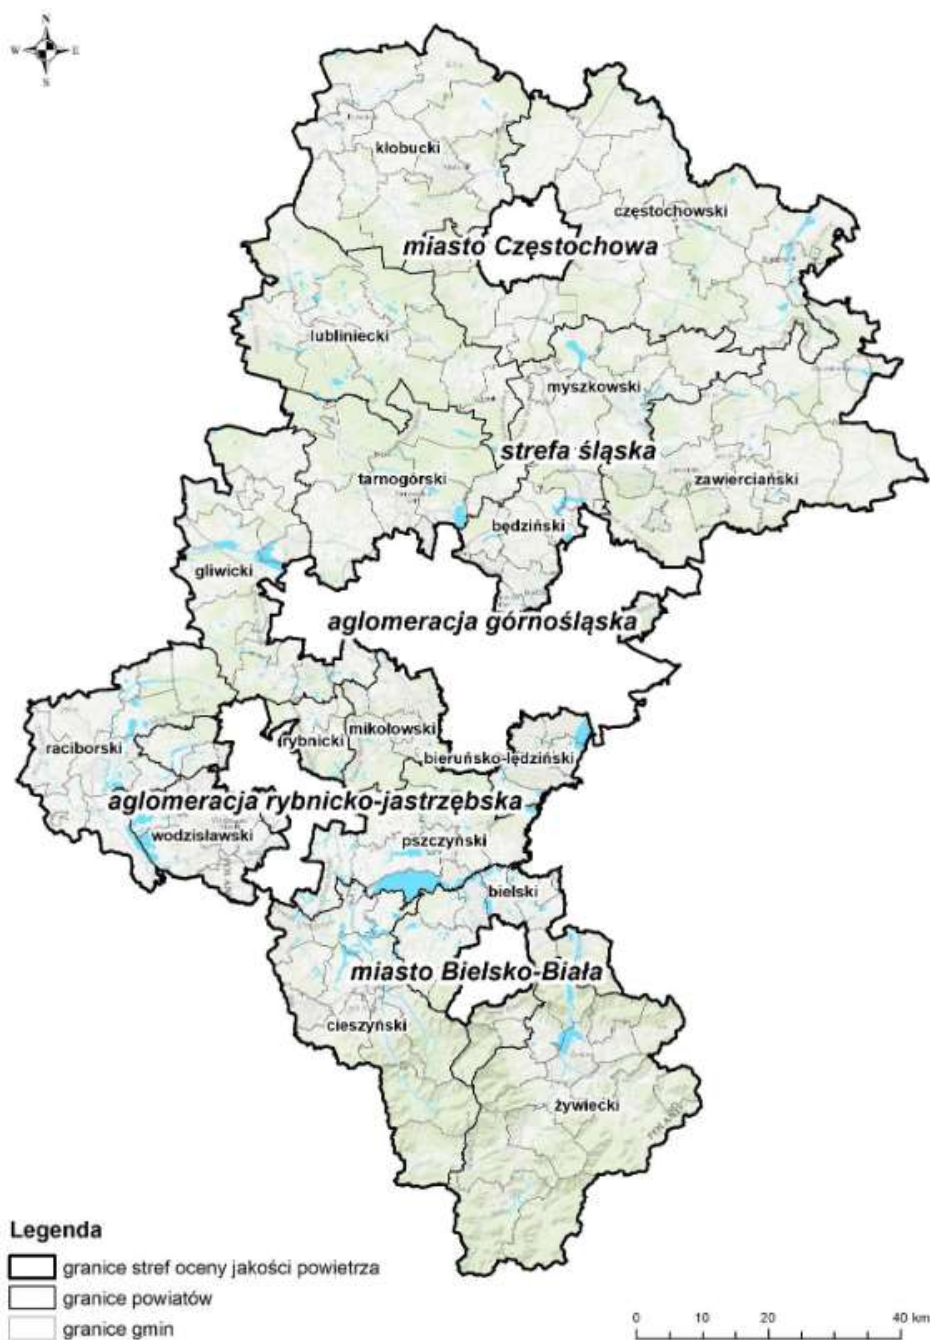 N
W E
S
kłobucki
częstochowski
miasto Częstochowa
lubliniecki
myszkowski
strefa śląska
tarnogórski
zawierciański
będziński
gliwicki
aglomeracja górnośląska
rybnicki
mikołowski
raciborski
bieruńsko-lędziński
aglomeracja rybnicko-jastrzębska
wodzisławski
pszczyński
bielski
miasto Bielsko-Biała
cieszyński
żywiecki
POLAND
Legenda
granice stref oceny jakości powietrza
granice powiatów
granice gmin
0 10 20 40 km